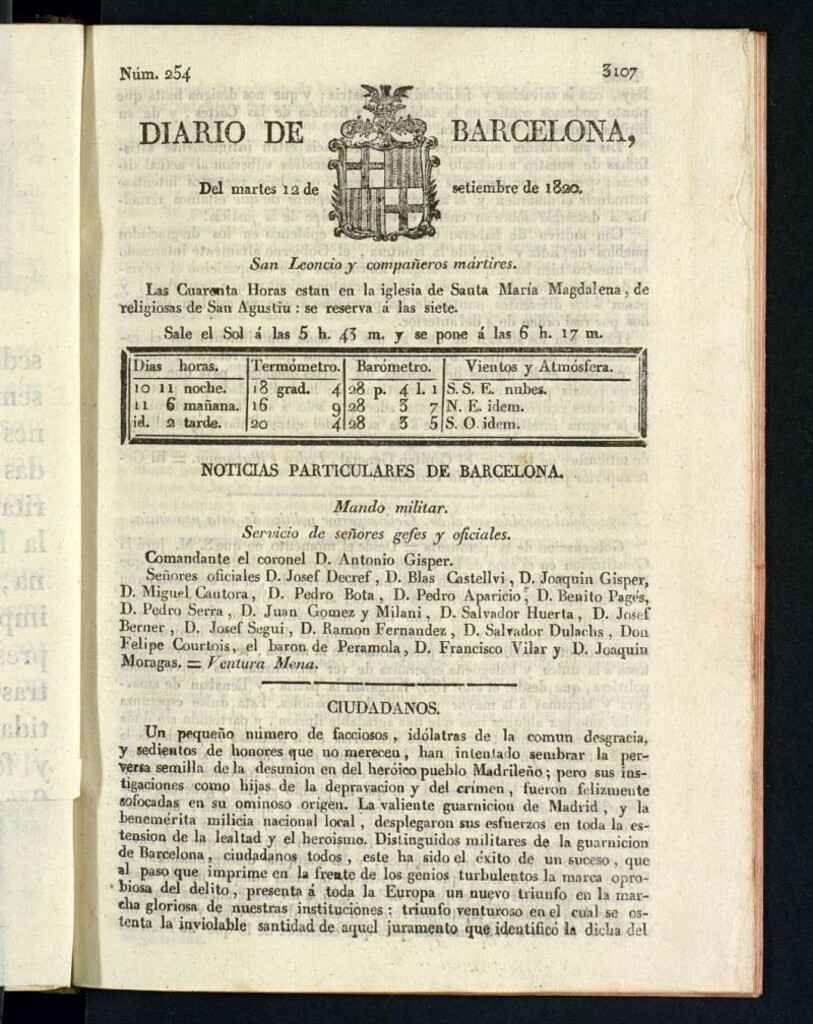 Núm. 254 3107
DIARIO DE BARCELONA,
Del martes 12 de setiembre de 1820.
San Leoncio y compañeros mártires.
Las Cuarenta Horas estan en la iglesia de Santa María Magdalena, de
religiosas de San Agustin : se reserva á las siete.
Sale el Sol á las 5 h. 43 m. y se pone á las 6 h. 17 m.
Dias horas. Termómetro. Barómetro. Vientos y Atmósfera.
10 11 noche. 18 grad. 4 28 p. 4 l. 1 S. S. E. nubes.
11 6 mañana. 16 9 28 3 7 N. E. idem.
id. 2 tarde. 20 4 28 3 5 S. O. idem.
NOTICIAS PARTICULARES DE BARCELONA.
Mando militar.
Servicio de señores gefes y oficiales.
Comandante el coronel D. Antonio Gisper.
Señores oficiales D. Josef Decref, D. Blas Castellvi, D. Joaquin Gisper,
D. Miguel Cantora, D. Pedro Bota, D. Pedro Aparicio, D. Benito Pagés,
D. Pedro Serra, D. Juan Gomez y Milani, D. Salvador Huerta, D. Josef
Berner, D. Josef Segui, D. Ramon Fernandez, D. Salvador Dulachs, Don
Felipe Courtois, el baron de Peramola, D. Francisco Vilar y D. Joaquin
Moragas. = Ventura Mena.
CIUDADANOS.
Un pequeño número de facciosos, idólatras de la comun desgracia,
y sedientos de honores que no merecen, han intentado sembrar la per-
versa semilla de la desunion en del heróico pueblo Madrileño; pero sus ins-
tigaciones como hijas de la depravacion y del crímen, fueron felizmente
sofocadas en su ominoso orígen. La valiente guarnicion de Madrid, y la
benemérita milicia nacional local, desplegaron sus esfuerzos en toda la es-
tension de la lealtad y el heroismo. Distinguidos militares de la guarnicion
de Barcelona, ciudadanos todos, este ha sido el éxito de un suceso, que
al paso que imprime en la frente de los genios turbulentos la marca opro-
biosa del delito, presenta á toda la Europa un nuevo triunfo en la mar-
cha gloriosa de nuestras instituciones : triunfo venturoso en el cual se os-
tenta la inviolable santidad de aquel juramento que identificó la dicha del